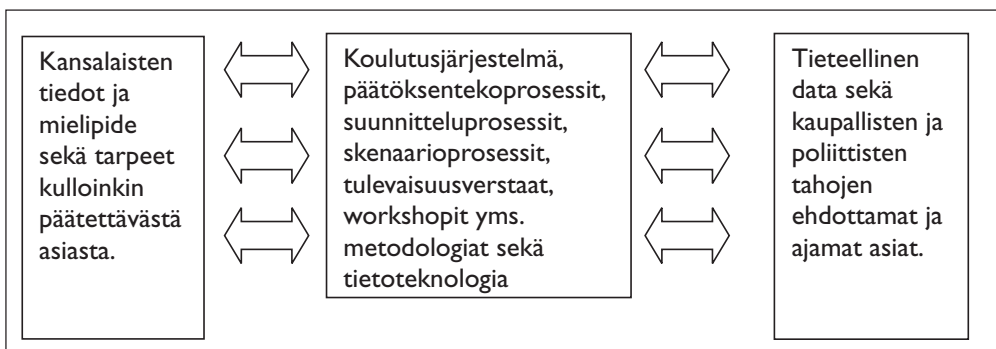 Kansalaisten
tiedot ja
mielipide
sekä tarpeet
kulloinkin
päätettävästä
asiasta.
Koulutusjärjestelmä,
päätöksentekoprosessit,
suunnitteluprosessit,
skenaarioprosessit,
tulevaisuusverstaat,
workshopit yms.
metodologiat sekä
tietoteknologia
Tieteellinen
data sekä
kaupallisten ja
poliittisten
tahojen
ehdottamat ja
ajamat asiat.